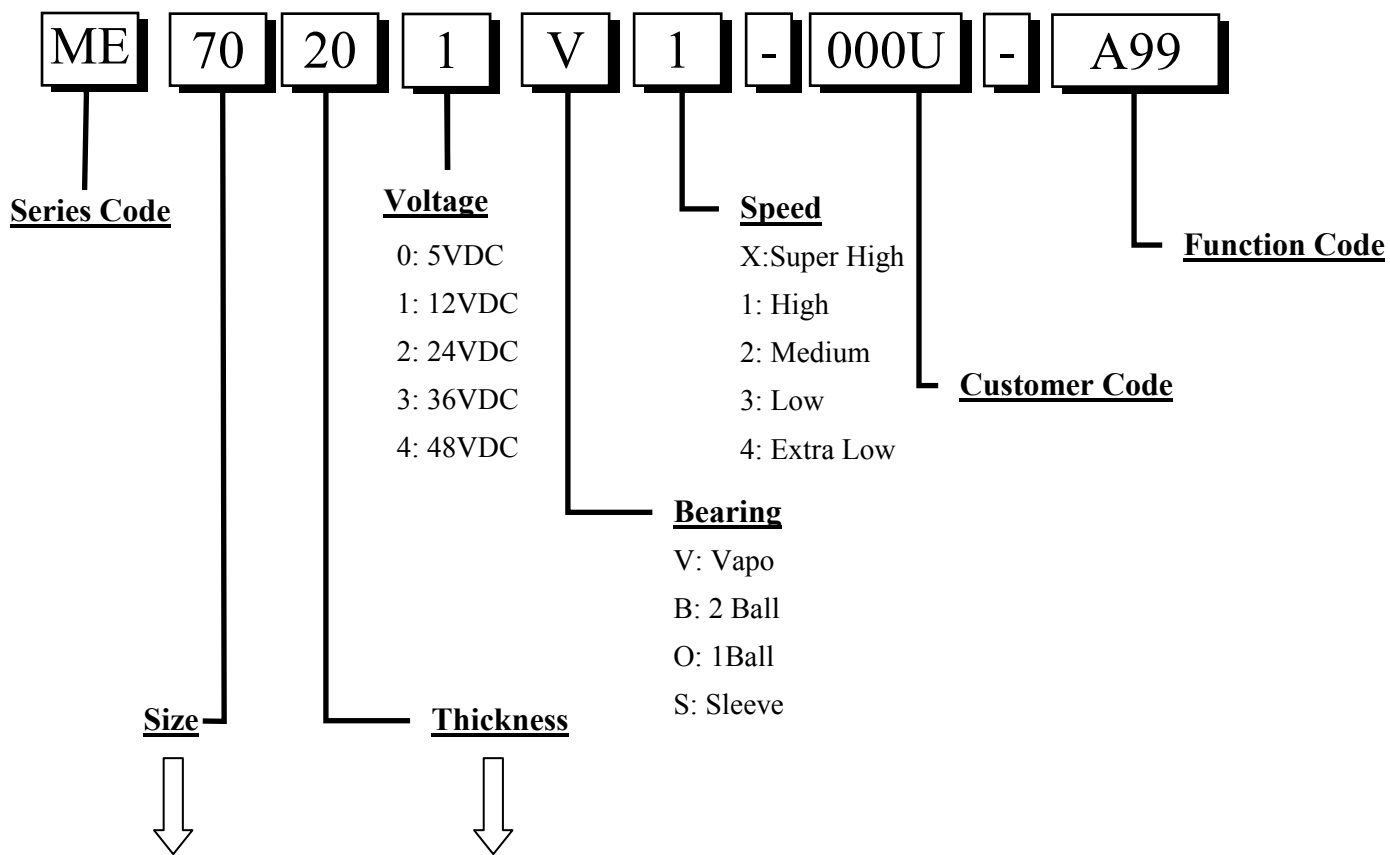 ME 70 20 1 V 1 - 000U - A99
Series Code
Voltage
0: 5VDC
1: 12VDC
2: 24VDC
3: 36VDC
4: 48VDC
Speed
X:Super High
1: High
2: Medium
3: Low
4: Extra Low
Function Code
Customer Code
Bearing
V: Vapo
B: 2 Ball
O: 1Ball
S: Sleeve
Size
Thickness